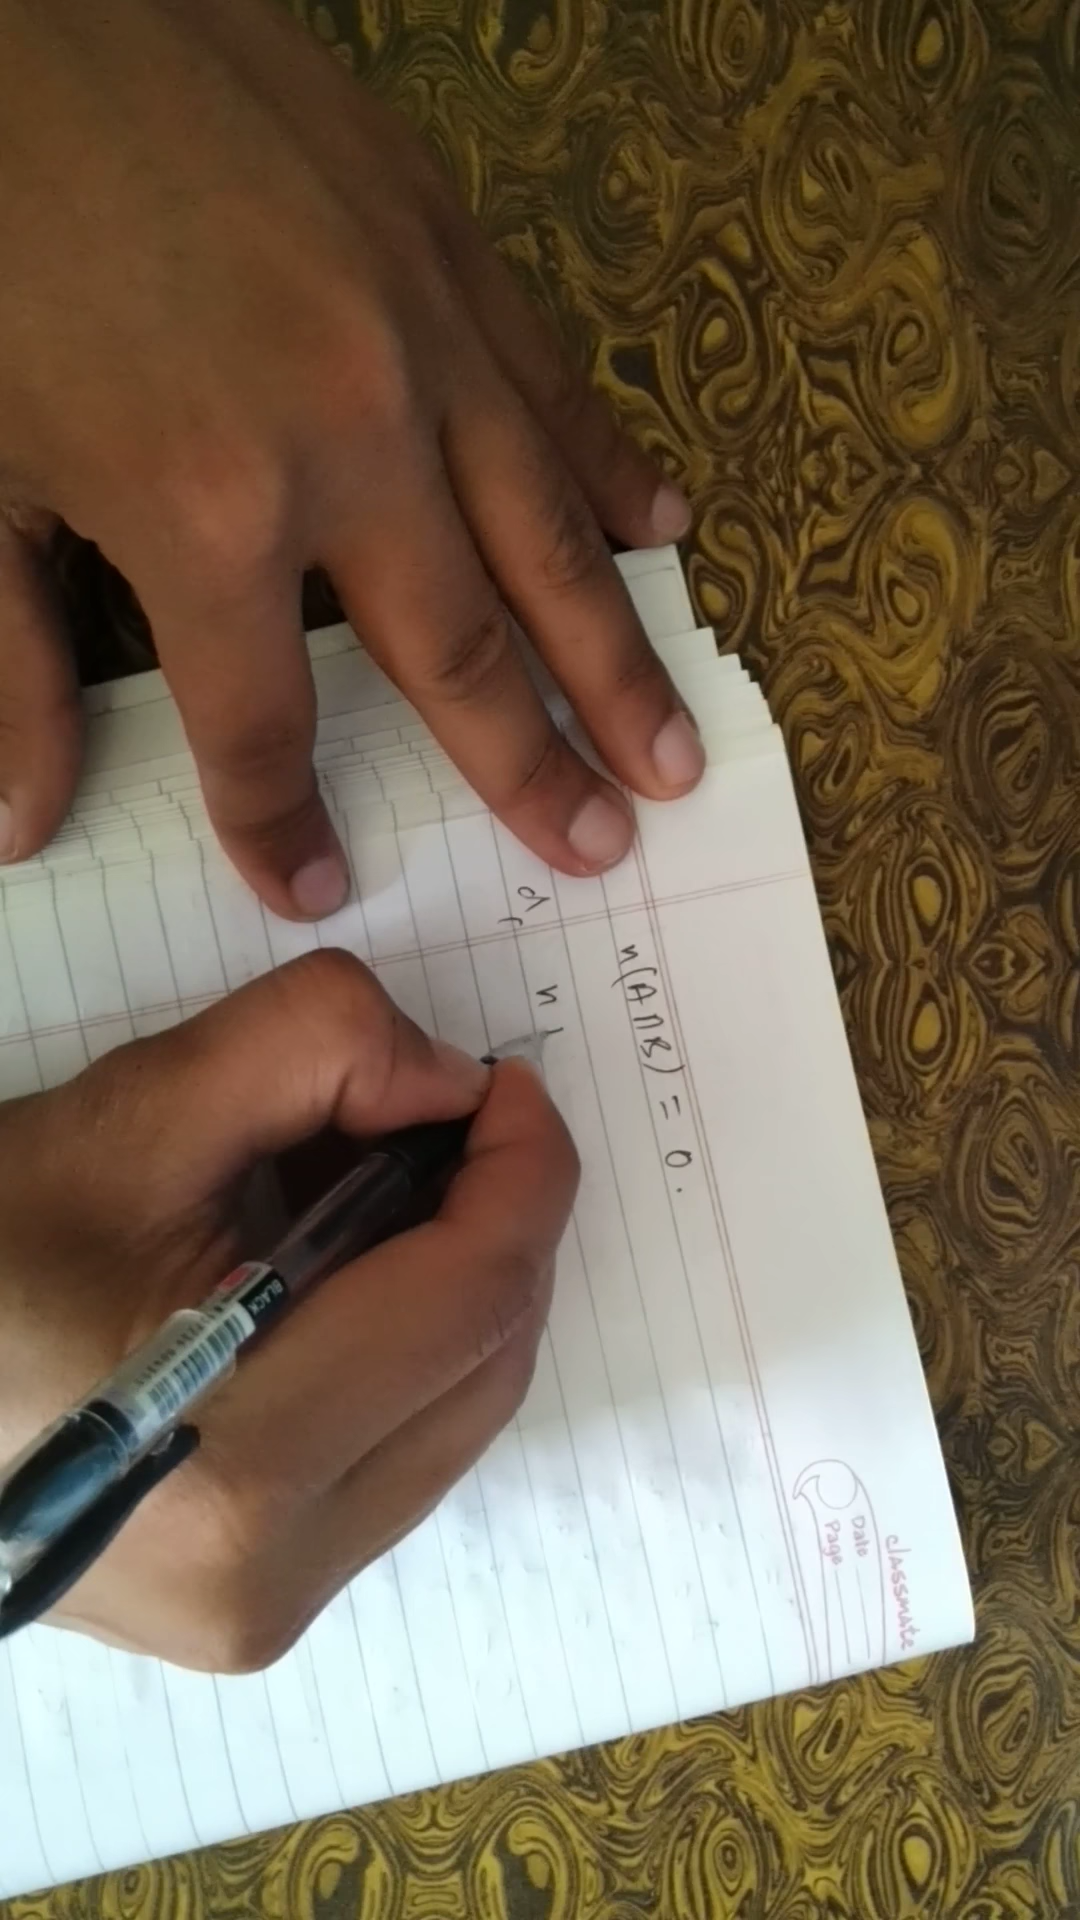 classmate
Date
Page
n(A∩B) = 0.
d, n
BLACK